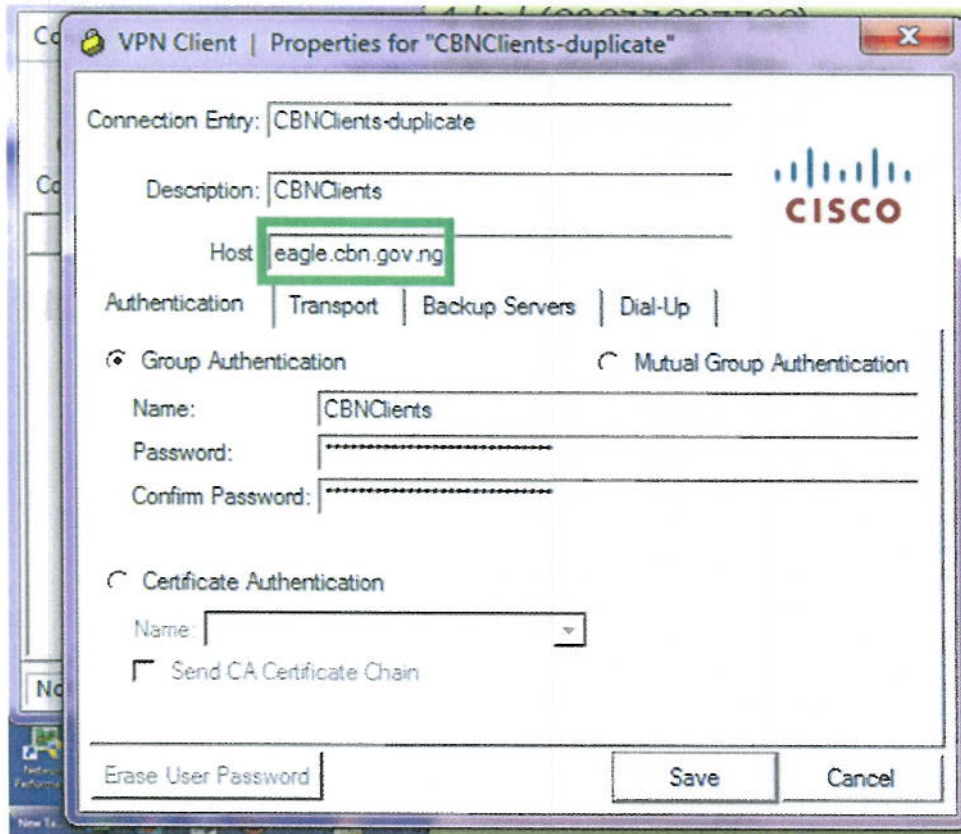 VPN Client | Properties for "CBNClients-duplicate"
Connection Entry: CBNClients-duplicate
Description: CBNClients
CISCO
Host eagle.cbn.gov.ng
Authentication Transport Backup Servers Dial-Up
Group Authentication Mutual Group Authentication
Name: CBNClients
Password: **************************
Confirm Password: **************************
Certificate Authentication
Name:
Send CA Certificate Chain
Erase User Password Save Cancel